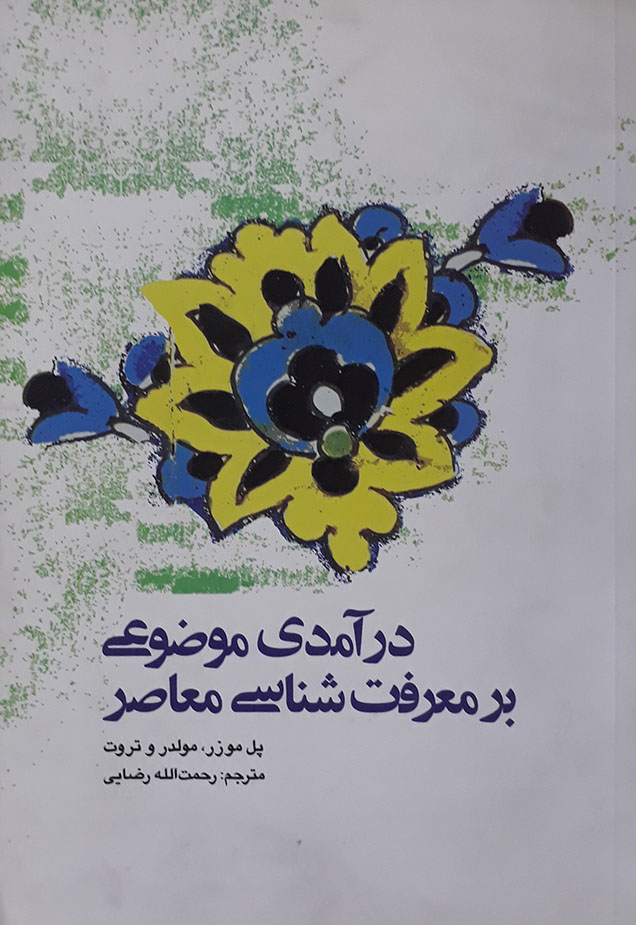 درآمدی موضوعی
بر معرفت شناسی معاصر
پل موزر، مولدر و تروت
مترجم: رحمت‌الله رضایی